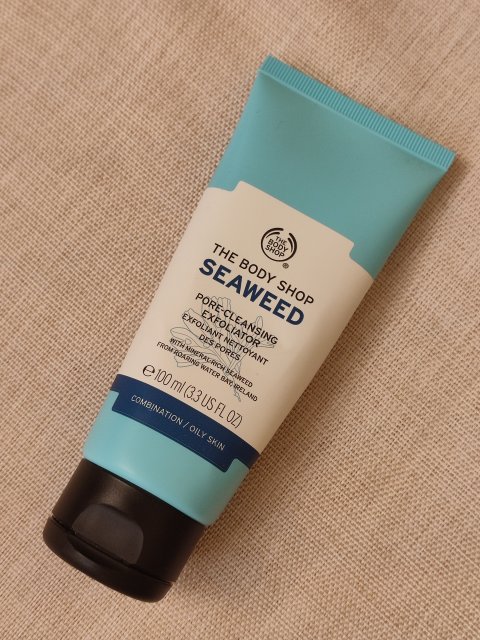 THE
BODY
SHOP
®
THE BODY SHOP
SEAWEED
PORE-CLEANSING
EXFOLIATOR
EXFOLIANT NETTOYANT
DES PORES
WITH MINERAL-RICH SEAWEED
FROM ROARING WATER BAY, IRELAND
℮ 100 ml (3.3 US FL OZ)
COMBINATION / OILY SKIN